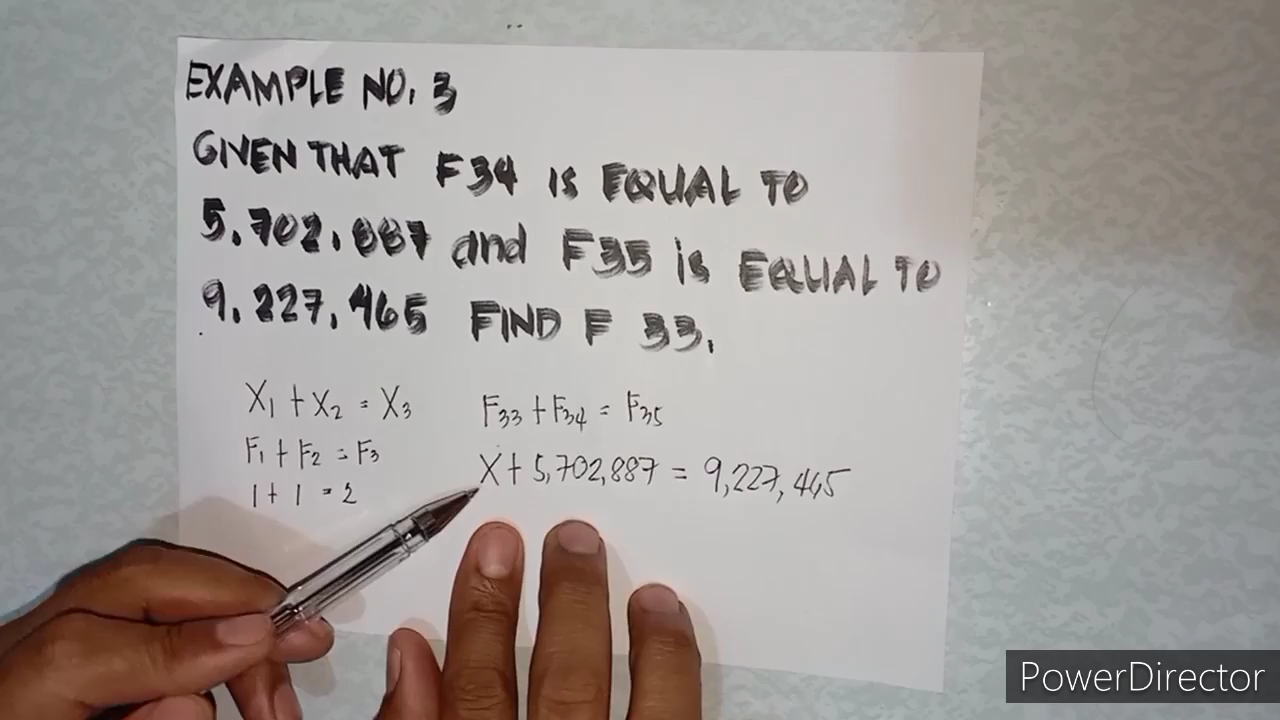 EXAMPLE NO. 3
GIVEN THAT F34 IS EQUAL TO
5,702,887 and F35 is EQUAL TO
9,227,465 FIND F 33.
X₁ + X₂ = X₃
F₁ + F₂ = F₃
1 + 1 = 2
F₃₃ + F₃₄ = F₃₅
X + 5,702,887 = 9,227,465
PowerDirector